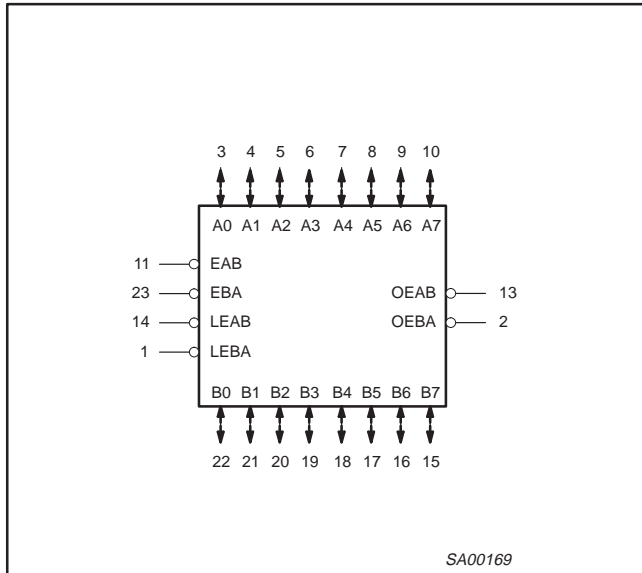 3 4 5 6 7 8 9 10
A0 A1 A2 A3 A4 A5 A6 A7
11 EAB
23 EBA OEAB 13
14 LEAB OEBA 2
1 LEBA
B0 B1 B2 B3 B4 B5 B6 B7
22 21 20 19 18 17 16 15
SA00169